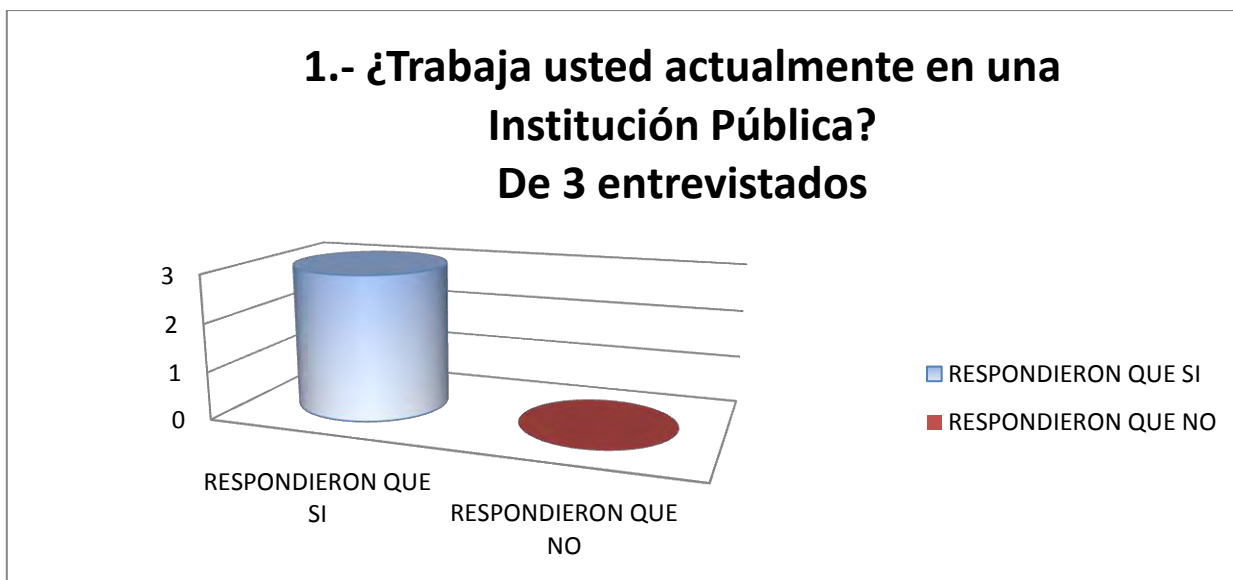 1.- ¿Trabaja usted actualmente en una
Institución Pública?
De 3 entrevistados
3
2
1
0
RESPONDIERON QUE
SI
RESPONDIERON QUE
NO
RESPONDIERON QUE SI
RESPONDIERON QUE NO